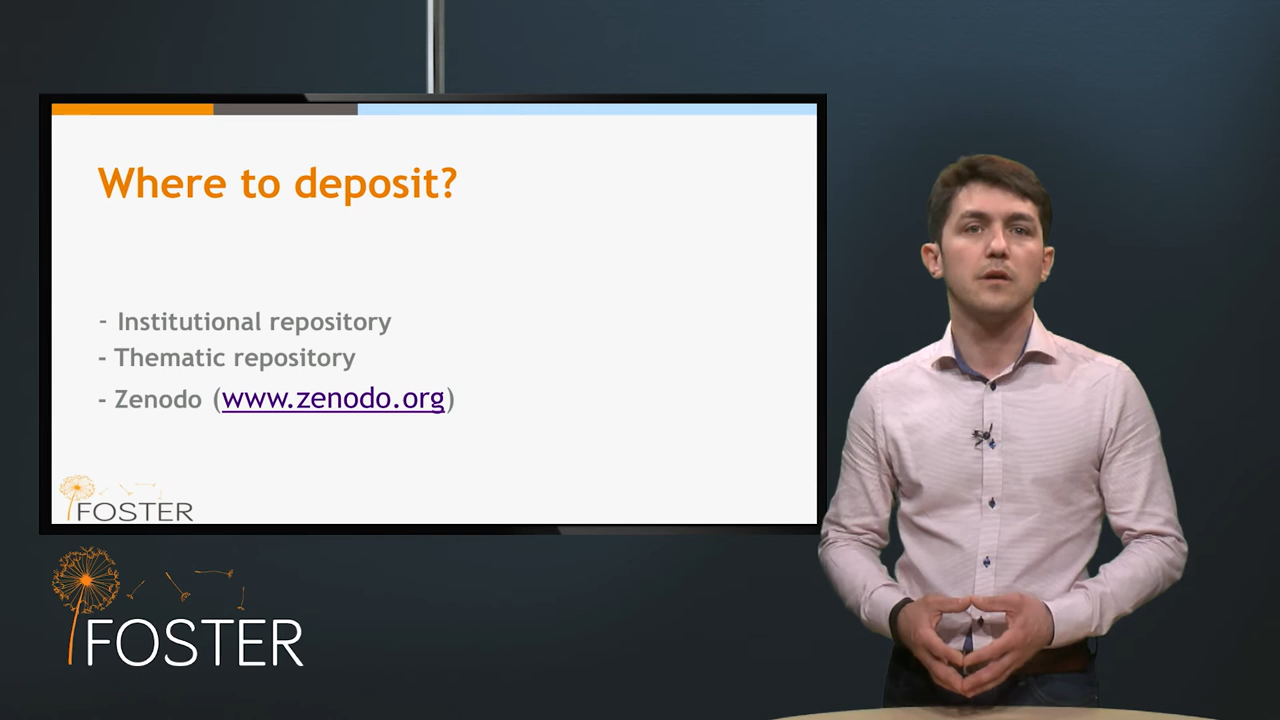 Where to deposit?
- Institutional repository
- Thematic repository
- Zenodo (www.zenodo.org)
FOSTER
FOSTER